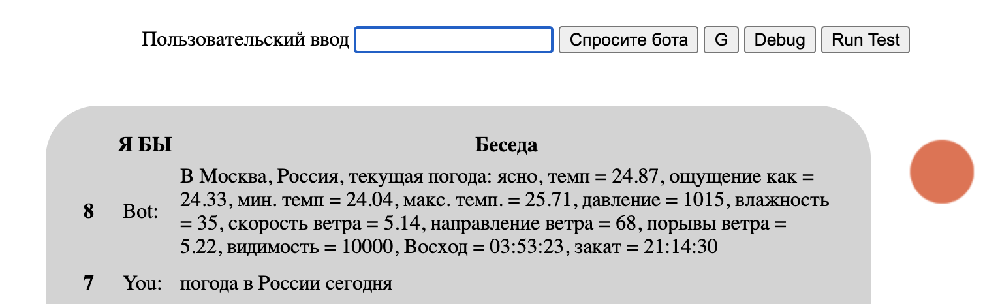 Пользовательский ввод Спросите бота G Debug Run Test
Я БЫ Беседа
В Москва, Россия, текущая погода: ясно, темп = 24.87, ощущение как =
24.33, мин. темп = 24.04, макс. темп. = 25.71, давление = 1015, влажность
8 Bot:
= 35, скорость ветра = 5.14, направление ветра = 68, порывы ветра =
5.22, видимость = 10000, Восход = 03:53:23, закат = 21:14:30
7 You: погода в России сегодня